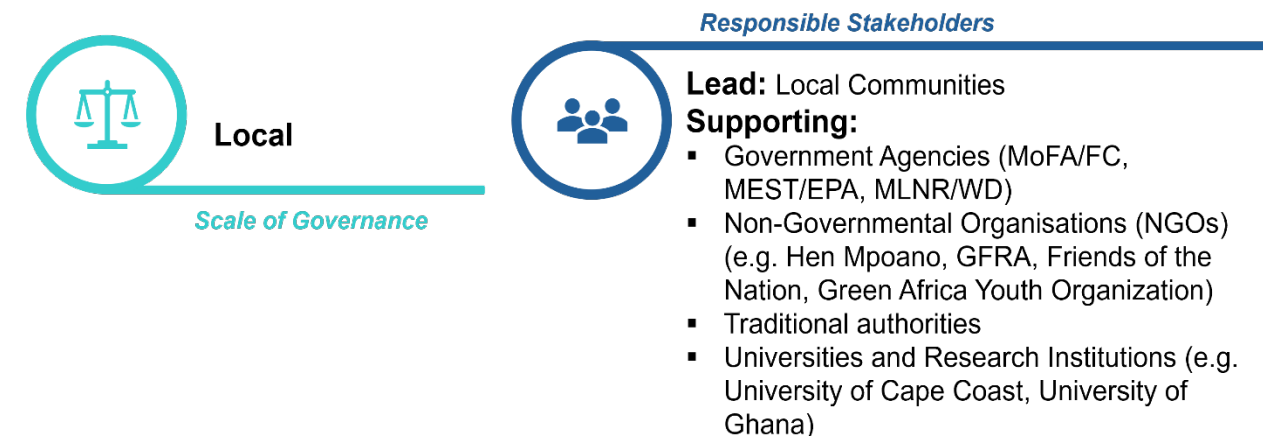 Responsible Stakeholders
Local
Scale of Governance
Lead: Local Communities
Supporting:
▪ Government Agencies (MoFA/FC,
MEST/EPA, MLNR/WD)
▪ Non-Governmental Organisations (NGOs)
(e.g. Hen Mpoano, GFRA, Friends of the
Nation, Green Africa Youth Organization)
▪ Traditional authorities
▪ Universities and Research Institutions (e.g.
University of Cape Coast, University of
Ghana)